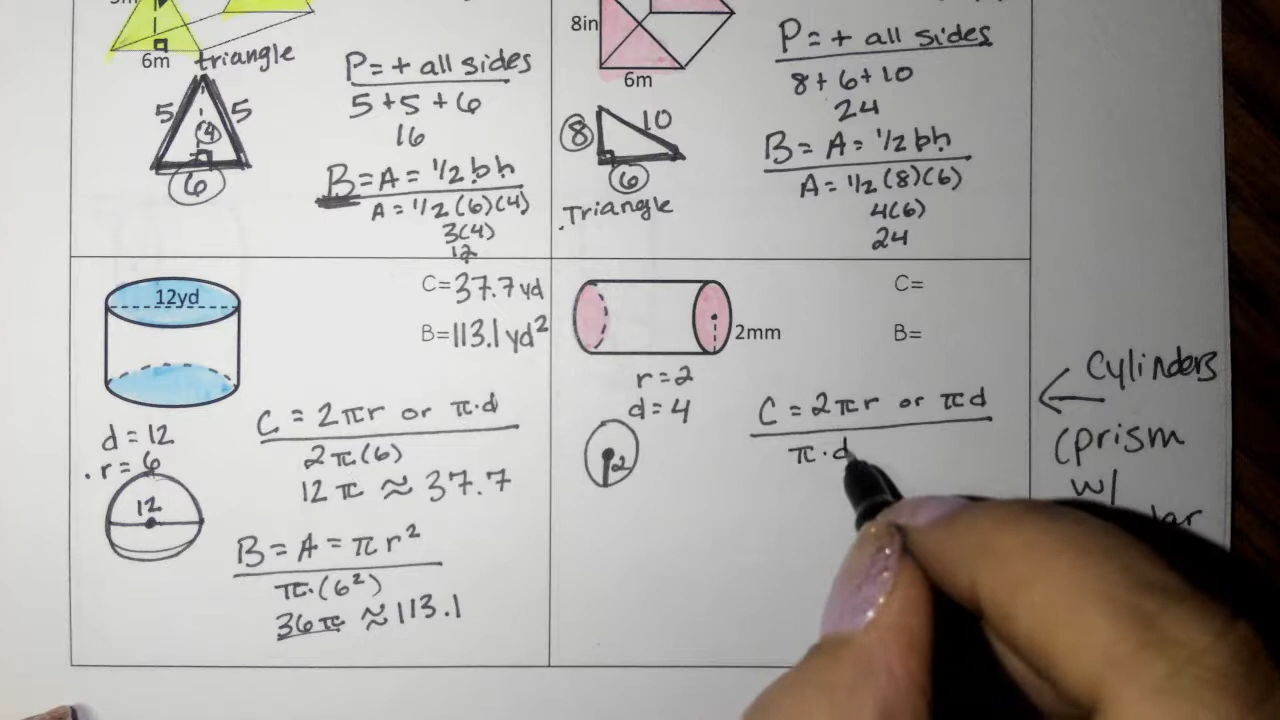 6m
triangle
5
5
4
6
P = + all sides
5 + 5 + 6
16
B = A = 1/2 bh
A = 1/2 (6)(4)
3(4)
12
8in
6m
8
10
6
Triangle
P = + all sides
8 + 6 + 10
24
B = A = 1/2 bh
A = 1/2 (8)(6)
4(6)
24
12yd
C= 37.7 yd
B= 113.1 yd²
d = 12
r = 6
12
C = 2πr or π·d
2π(6)
12π ≈ 37.7
B = A = πr²
π·(6²)
36π ≈ 113.1
2mm
C=
B=
r = 2
d = 4
2
C = 2πr or πd
π·d
← Cylinders
(prism
w/